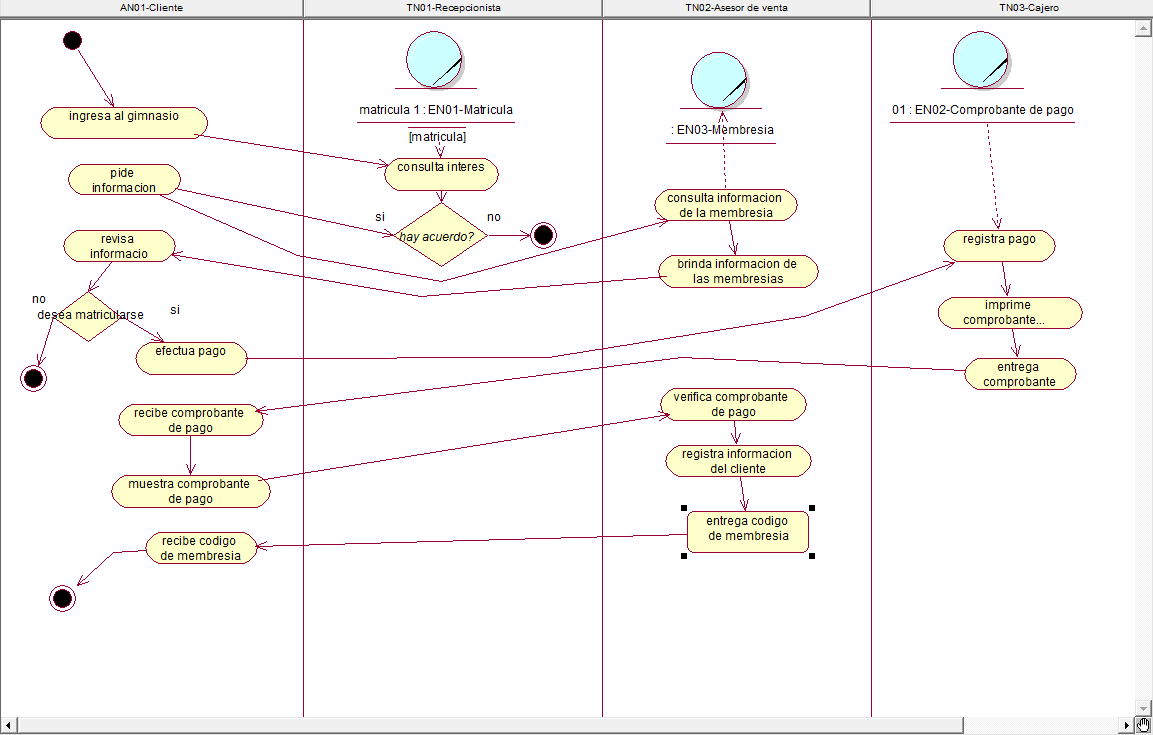 AN01-Cliente
TN01-Recepcionista
TN02-Asesor de venta
TN03-Cajero
ingresa al gimnasio
pide
informacion
revisa
informacio
no
desea matricularse
si
efectua pago
recibe comprobante
de pago
muestra comprobante
de pago
recibe codigo
de membresia
matricula 1 : EN01-Matricula
[matricula]
consulta interes
si
hay acuerdo?
no
: EN03-Membresia
consulta informacion
de la membresia
brinda informacion de
las membresias
verifica comprobante
de pago
registra informacion
del cliente
entrega codigo
de membresia
01 : EN02-Comprobante de pago
registra pago
imprime
comprobante...
entrega
comprobante